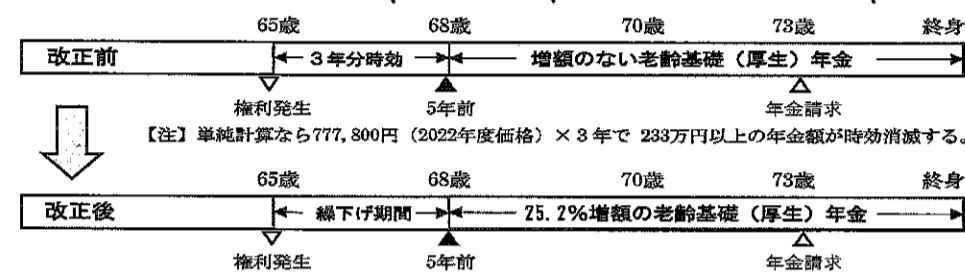 65歳 68歳 70歳 73歳 終身
改正前 3年分時効 増額のない老齢基礎（厚生）年金
権利発生 5年前 年金請求
【注】単純計算なら777,800円（2022年度価格）×3年で 233万円以上の年金額が時効消滅する。
65歳 68歳 70歳 73歳 終身
改正後 繰下げ期間 25.2%増額の老齢基礎（厚生）年金
権利発生 5年前 年金請求